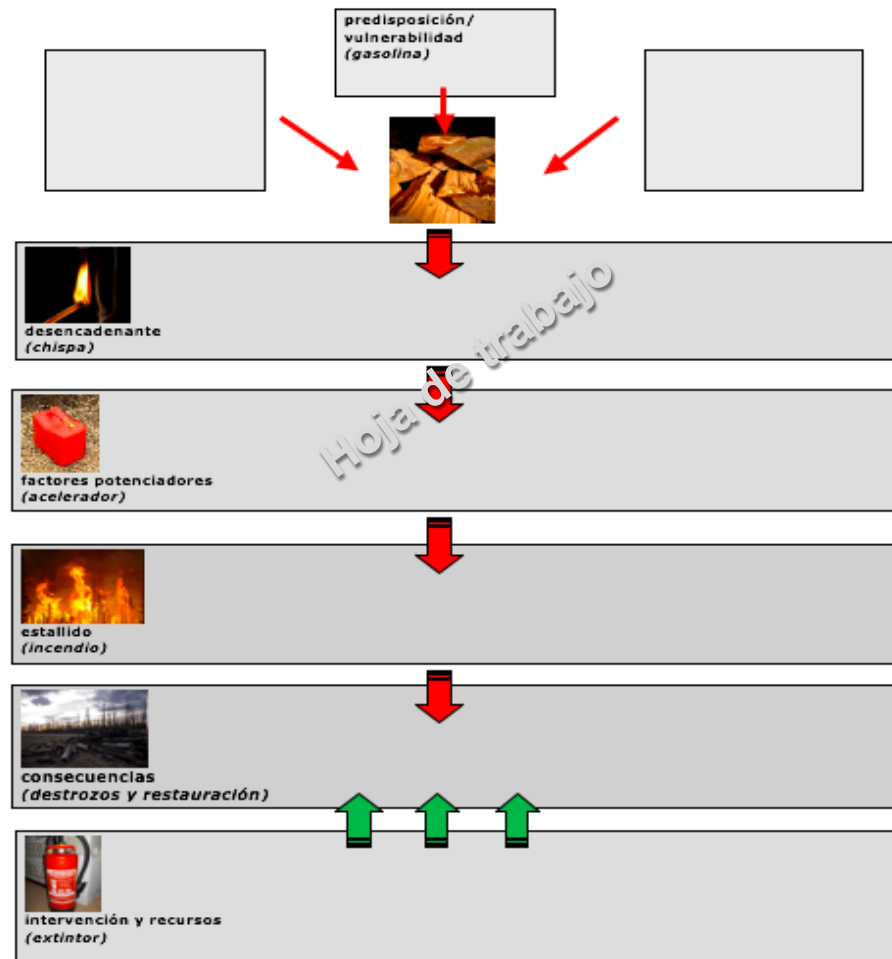 predisposición/
vulnerabilidad
(gasolina)
desencadenante
(chispa)
Hoja de trabajo
factores potenciadores
(acelerador)
estallido
(incendio)
consecuencias
(destrozos y restauración)
intervención y recursos
(extintor)